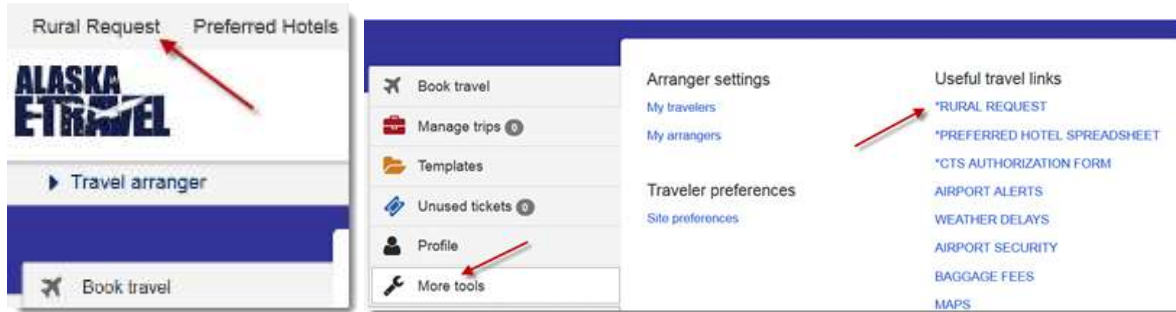 Rural Request Preferred Hotels
ALASKA
ETRAVEL
Travel arranger
Book travel
Book travel
Manage trips 0
Templates
Unused tickets 0
Profile
More tools
Arranger settings
My travelers
My arrangers
Traveler preferences
Site preferences
Useful travel links
*RURAL REQUEST
*PREFERRED HOTEL SPREADSHEET
*CTS AUTHORIZATION FORM
AIRPORT ALERTS
WEATHER DELAYS
AIRPORT SECURITY
BAGGAGE FEES
MAPS